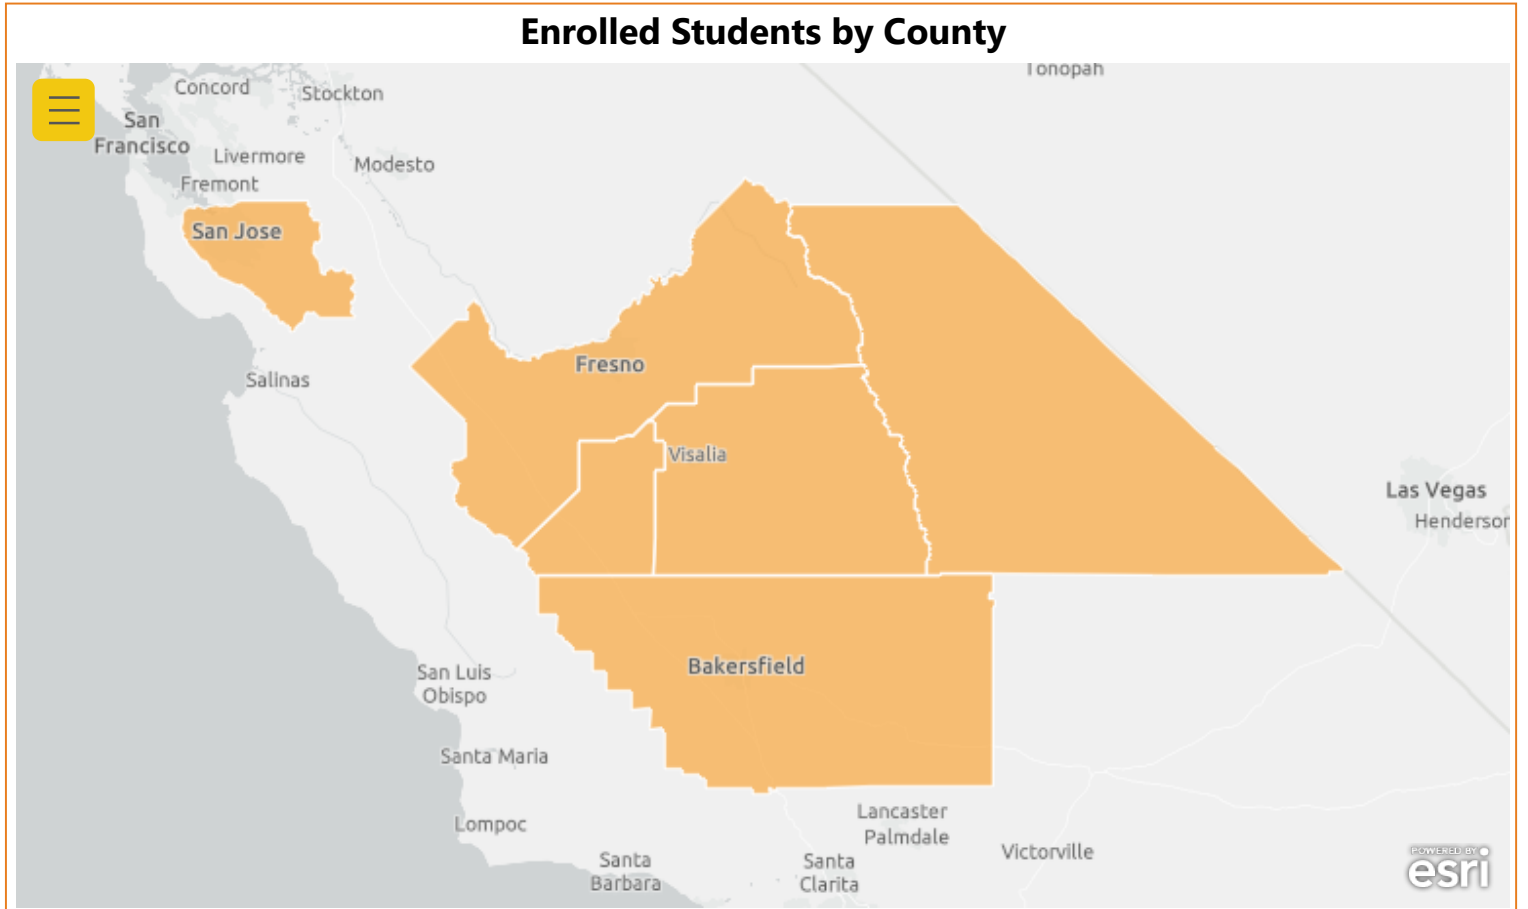 Enrolled Students by County
Tonopah
Concord
Stockton
San
Francisco
Livermore
Modesto
Fremont
San Jose
Fresno
Salinas
Visalia
Las Vegas
Henderson
Bakersfield
San Luis
Obispo
Santa Maria
Lancaster
Palmdale
Lompoc
Victorville
Santa
Barbara
Santa
Clarita
POWERED BY
esri